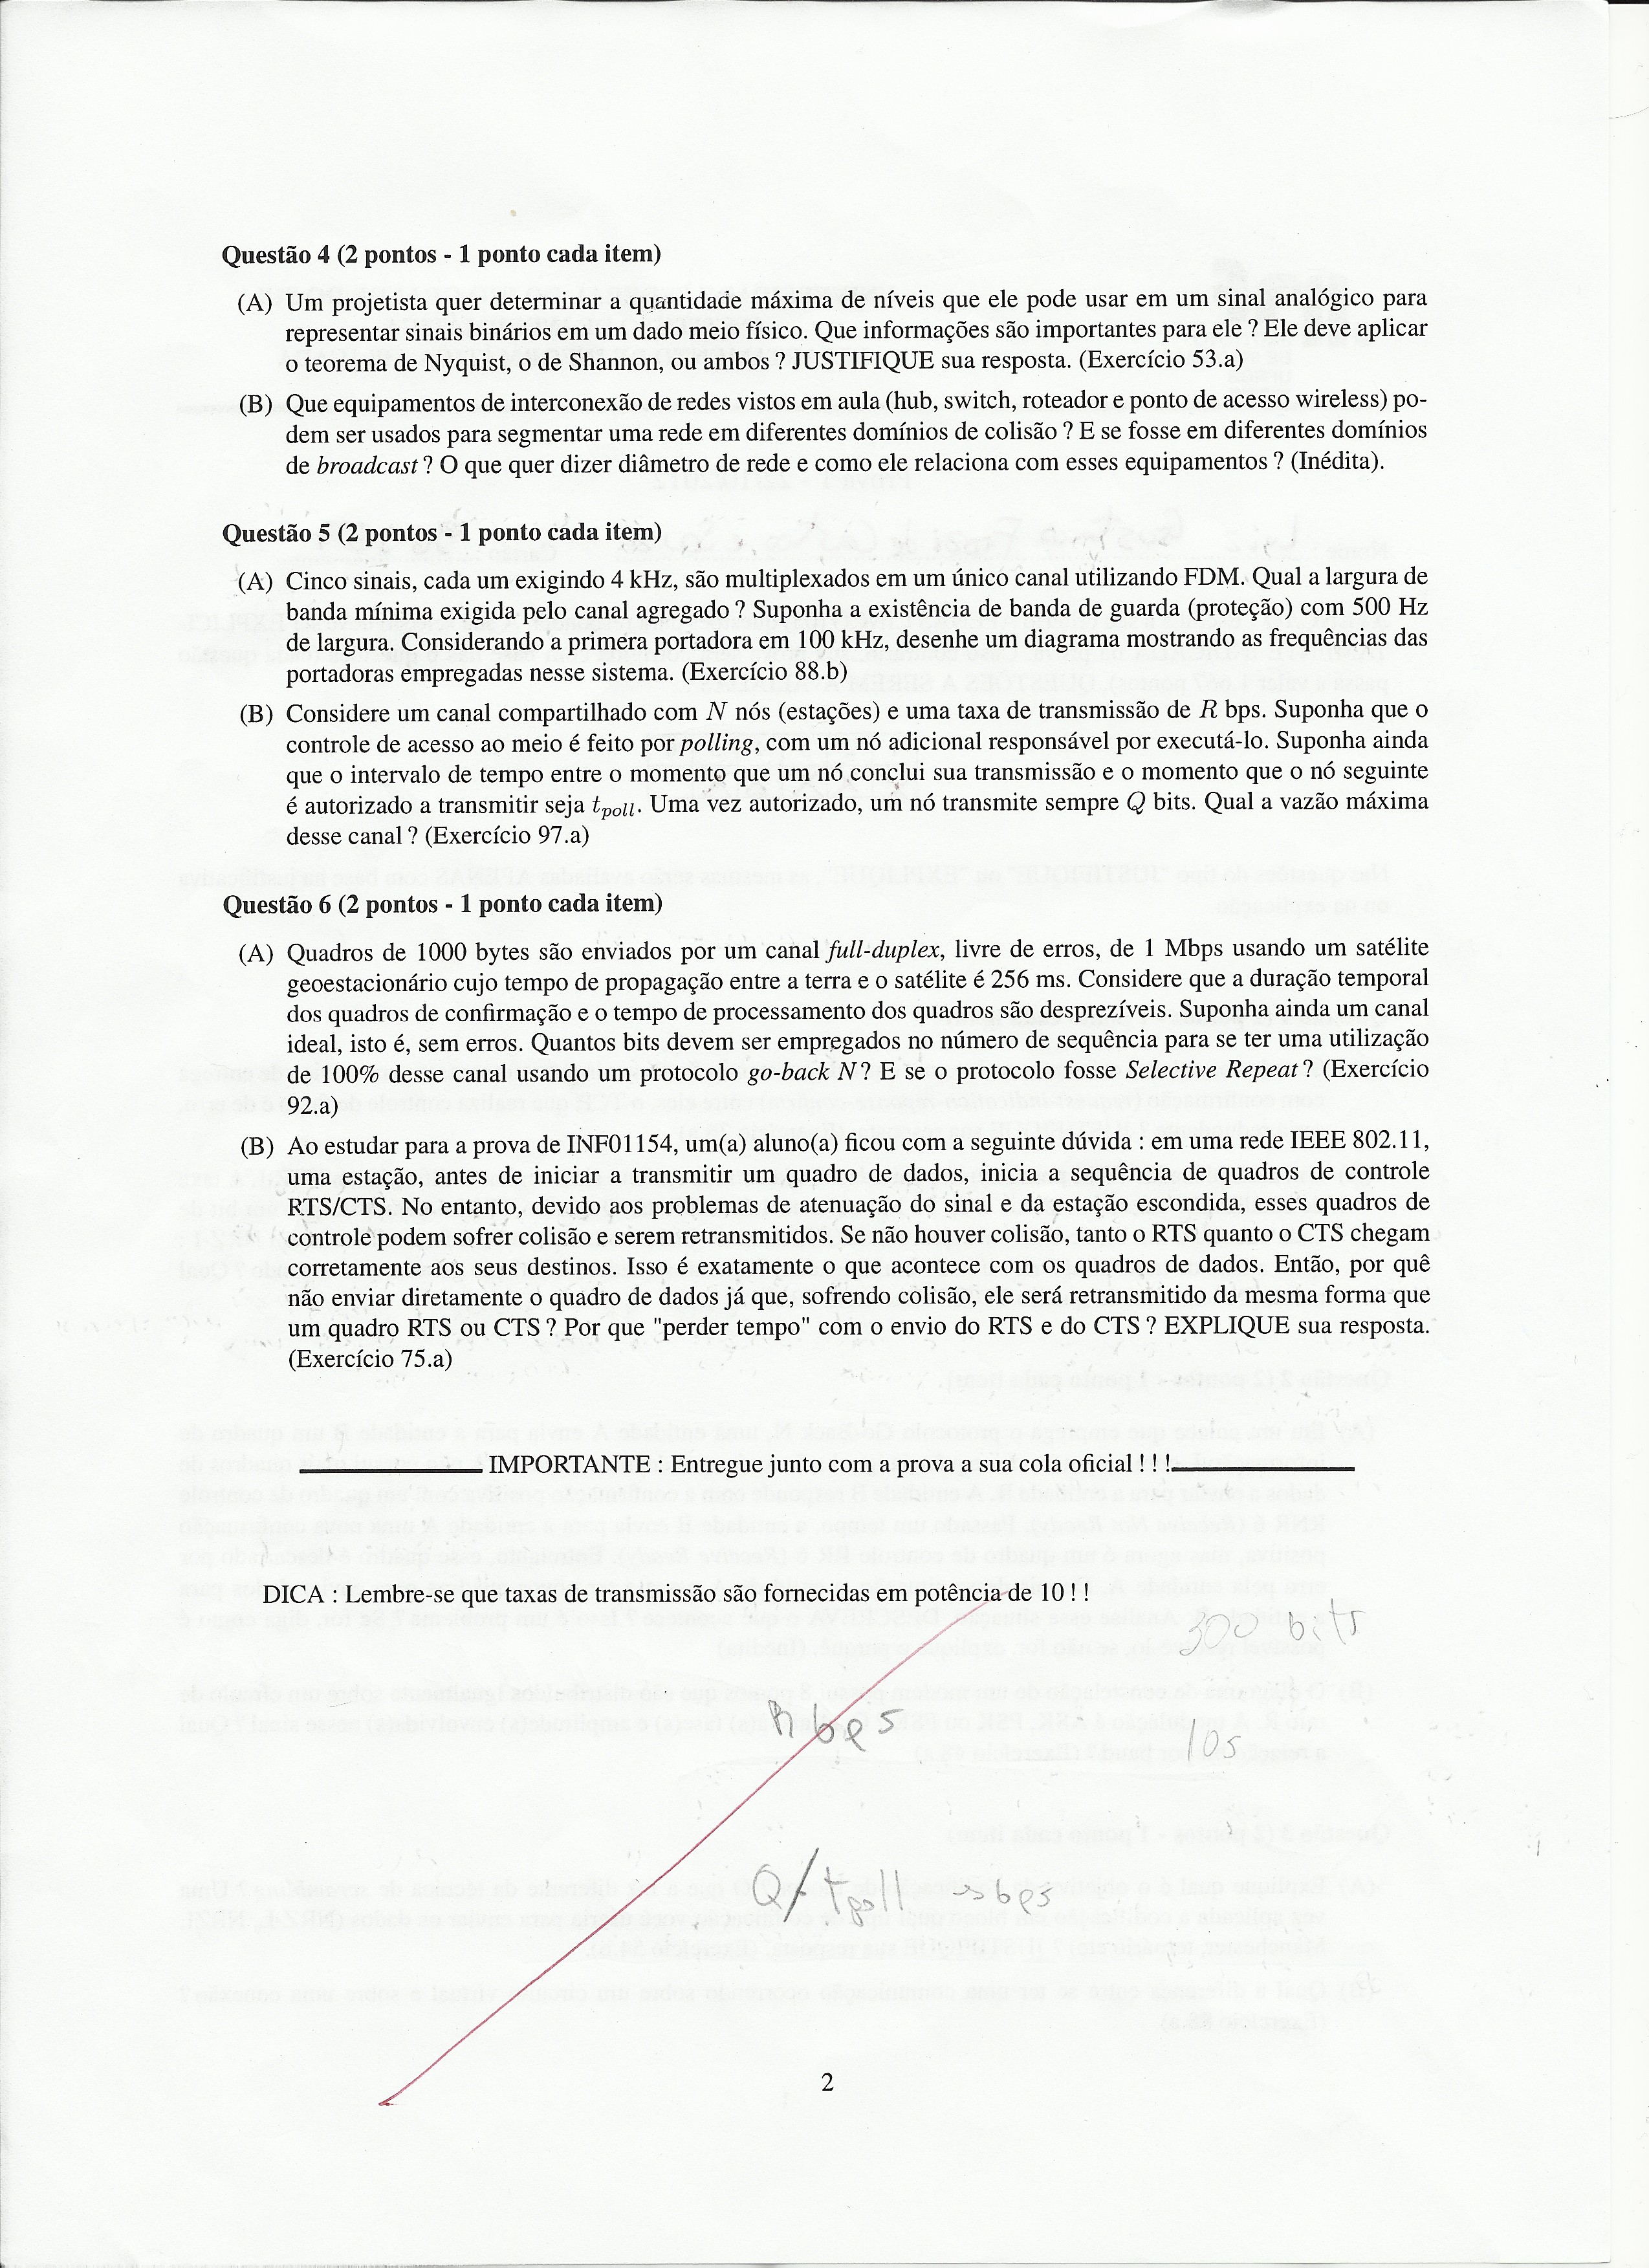 Questão 4 (2 pontos - 1 ponto cada item)
(A) Um projetista quer determinar a quantidade máxima de níveis que ele pode usar em um sinal analógico para
representar sinais binários em um dado meio físico. Que informações são importantes para ele ? Ele deve aplicar
o teorema de Nyquist, o de Shannon, ou ambos ? JUSTIFIQUE sua resposta. (Exercício 53.a)
(B) Que equipamentos de interconexão de redes vistos em aula (hub, switch, roteador e ponto de acesso wireless) po-
dem ser usados para segmentar uma rede em diferentes domínios de colisão ? E se fosse em diferentes domínios
de broadcast ? O que quer dizer diâmetro de rede e como ele relaciona com esses equipamentos ? (Inédita).
Questão 5 (2 pontos - 1 ponto cada item)
(A) Cinco sinais, cada um exigindo 4 kHz, são multiplexados em um único canal utilizando FDM. Qual a largura de
banda mínima exigida pelo canal agregado ? Suponha a existência de banda de guarda (proteção) com 500 Hz
de largura. Considerando a primera portadora em 100 kHz, desenhe um diagrama mostrando as frequências das
portadoras empregadas nesse sistema. (Exercício 88.b)
(B) Considere um canal compartilhado com N nós (estações) e uma taxa de transmissão de R bps. Suponha que o
controle de acesso ao meio é feito por polling, com um nó adicional responsável por executá-lo. Suponha ainda
que o intervalo de tempo entre o momento que um nó conclui sua transmissão e o momento que o nó seguinte
é autorizado a transmitir seja tpoll. Uma vez autorizado, um nó transmite sempre Q bits. Qual a vazão máxima
desse canal ? (Exercício 97.a)
Questão 6 (2 pontos - 1 ponto cada item)
(A) Quadros de 1000 bytes são enviados por um canal full-duplex, livre de erros, de 1 Mbps usando um satélite
geoestacionário cujo tempo de propagação entre a terra e o satélite é 256 ms. Considere que a duração temporal
dos quadros de confirmação e o tempo de processamento dos quadros são desprezíveis. Suponha ainda um canal
ideal, isto é, sem erros. Quantos bits devem ser empregados no número de sequência para se ter uma utilização
de 100% desse canal usando um protocolo go-back N ? E se o protocolo fosse Selective Repeat ? (Exercício
92.a)
(B) Ao estudar para a prova de INF01154, um(a) aluno(a) ficou com a seguinte dúvida : em uma rede IEEE 802.11,
uma estação, antes de iniciar a transmitir um quadro de dados, inicia a sequência de quadros de controle
RTS/CTS. No entanto, devido aos problemas de atenuação do sinal e da estação escondida, esses quadros de
controle podem sofrer colisão e serem retransmitidos. Se não houver colisão, tanto o RTS quanto o CTS chegam
corretamente aos seus destinos. Isso é exatamente o que acontece com os quadros de dados. Então, por quê
não enviar diretamente o quadro de dados já que, sofrendo colisão, ele será retransmitido da mesma forma que
um quadro RTS ou CTS ? Por que "perder tempo" com o envio do RTS e do CTS ? EXPLIQUE sua resposta.
(Exercício 75.a)
IMPORTANTE : Entregue junto com a prova a sua cola oficial ! ! !
DICA : Lembre-se que taxas de transmissão são fornecidas em potência de 10 ! !
300 bits
R bps
10s
Q/tpoll → bps
2